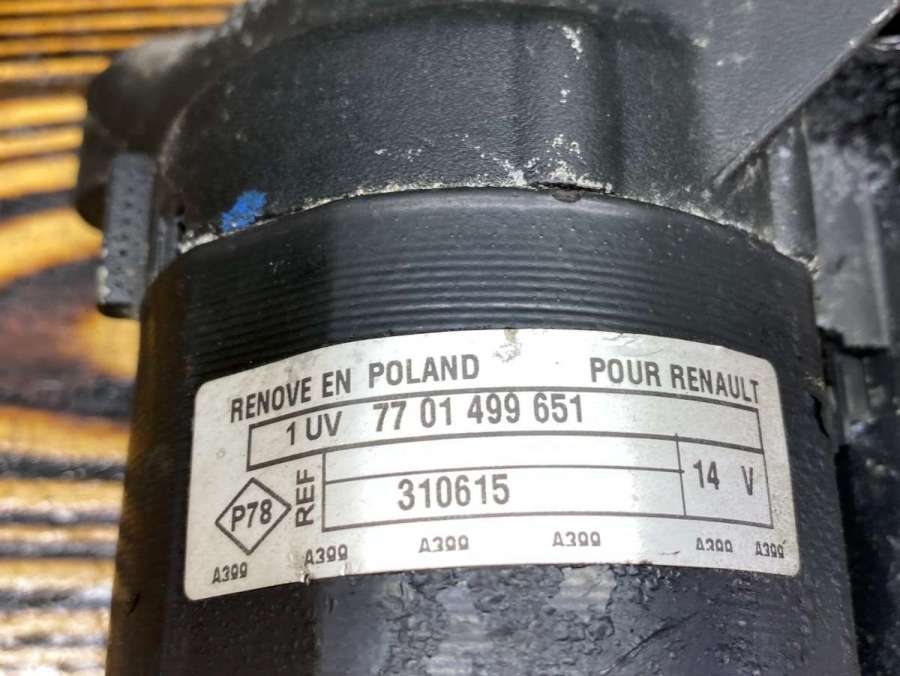 RENOVE EN POLAND POUR RENAULT
1 UV 77 01 499 651
P78 REF 310615 14 V
A399 A399 A399 A399 A399 A399